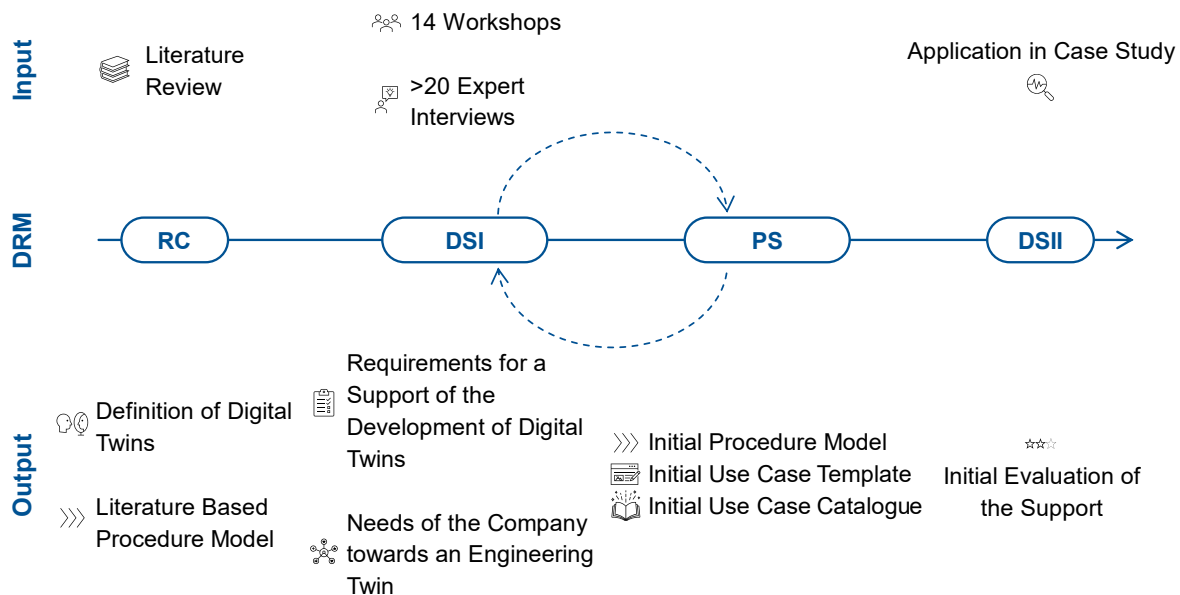 Input
Literature
Review
14 Workshops
>20 Expert
Interviews
Application in Case Study
DRM
RC
DSI
PS
DSII
Output
Definition of Digital
Twins
Literature Based
Procedure Model
Requirements for a
Support of the
Development of Digital
Twins
Needs of the Company
towards an Engineering
Twin
Initial Procedure Model
Initial Use Case Template
Initial Use Case Catalogue
Initial Evaluation of
the Support